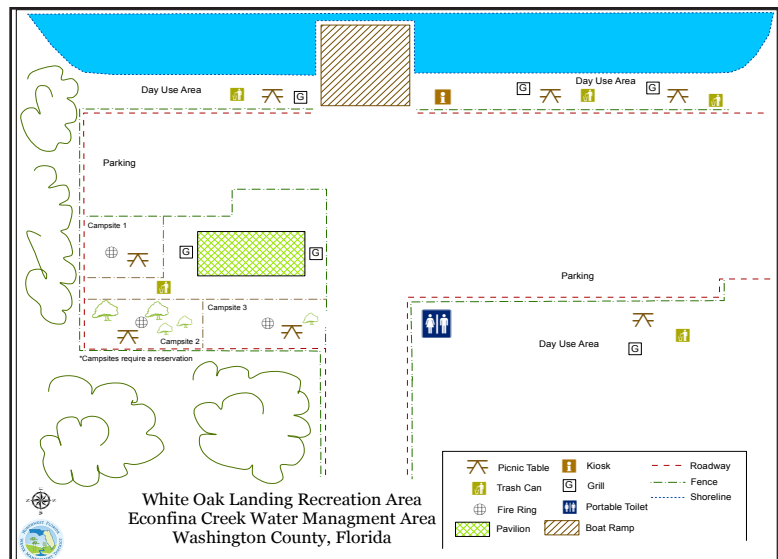 Day Use Area
G
Day Use Area
G
G
Parking
Campsite 1
G
G
Parking
Campsite 3
Campsite 2
*Campsites require a reservation
Day Use Area
G
Picnic Table
Kiosk
Roadway
Trash Can
G
Grill
Fence
Fire Ring
Portable Toilet
Shoreline
Pavilion
Boat Ramp
White Oak Landing Recreation Area
Econfina Creek Water Managment Area
Washington County, Florida